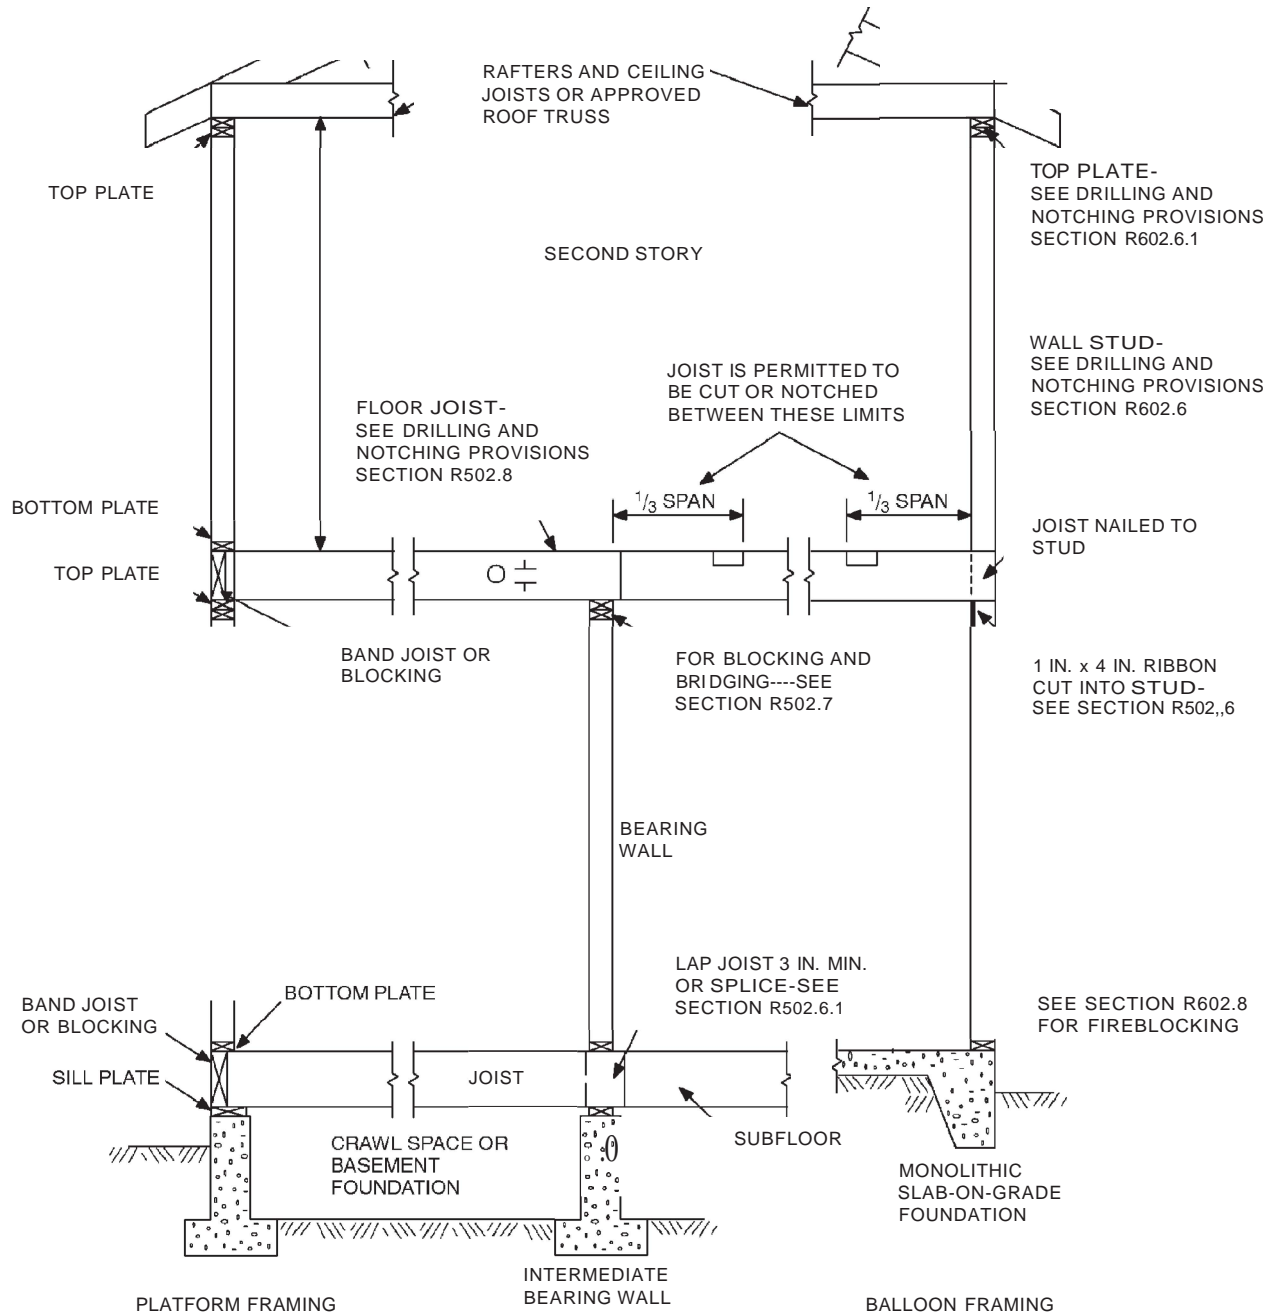 RAFTERS AND CEILING
JOISTS OR APPROVED
ROOF TRUSS
TOP PLATE
TOP PLATE-
SEE DRILLING AND
NOTCHING PROVISIONS
SECTION R602.6.1
SECOND STORY
WALL STUD-
SEE DRILLING AND
NOTCHING PROVISIONS
SECTION R602.6
JOIST IS PERMITTED TO
BE CUT OR NOTCHED
BETWEEN THESE LIMITS
FLOOR JOIST-
SEE DRILLING AND
NOTCHING PROVISIONS
SECTION R502.8
1/3 SPAN
1/3 SPAN
BOTTOM PLATE
JOIST NAILED TO
STUD
TOP PLATE
BAND JOIST OR
BLOCKING
FOR BLOCKING AND
BRIDGING----SEE
SECTION R502.7
1 IN. x 4 IN. RIBBON
CUT INTO STUD-
SEE SECTION R502,,6
BEARING
WALL
LAP JOIST 3 IN. MIN.
OR SPLICE-SEE
SECTION R502.6.1
BAND JOIST
OR BLOCKING
BOTTOM PLATE
SEE SECTION R602.8
FOR FIREBLOCKING
SILL PLATE
JOIST
SUBFLOOR
CRAWL SPACE OR
BASEMENT
FOUNDATION
MONOLITHIC
SLAB-ON-GRADE
FOUNDATION
INTERMEDIATE
BEARING WALL
PLATFORM FRAMING
BALLOON FRAMING